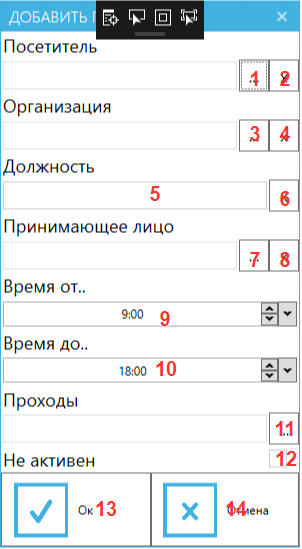 ДОБАВИТЬ П
Посетитель
1 2
Организация
3 4
Должность
5 6
Принимающее лицо
7 8
Время от..
9:00 9
Время до..
18:00 10
Проходы
11
Не активен 12
Ок 13 14 Отмена